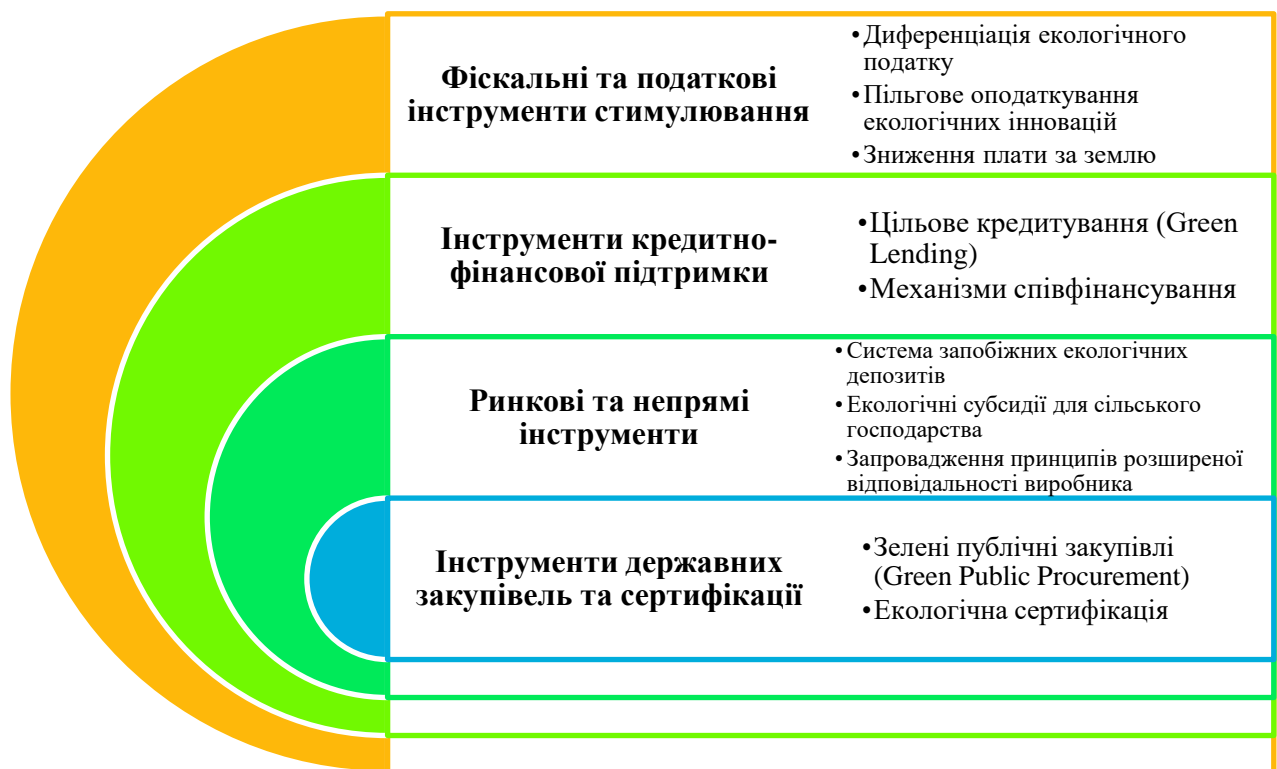 Фіскальні та податкові
інструменти стимулювання
•Диференціація екологічного
податку
•Пільгове оподаткування
екологічних інновацій
•Зниження плати за землю
Інструменти кредитно-
фінансової підтримки
•Цільове кредитування (Green
Lending)
•Механізми співфінансування
Ринкові та непрямі
інструменти
•Система запобіжних екологічних
депозитів
•Екологічні субсидії для сільського
господарства
•Запровадження принципів розширеної
відповідальності виробника
Інструменти державних
закупівель та сертифікації
•Зелені публічні закупівлі
(Green Public Procurement)
•Екологічна сертифікація